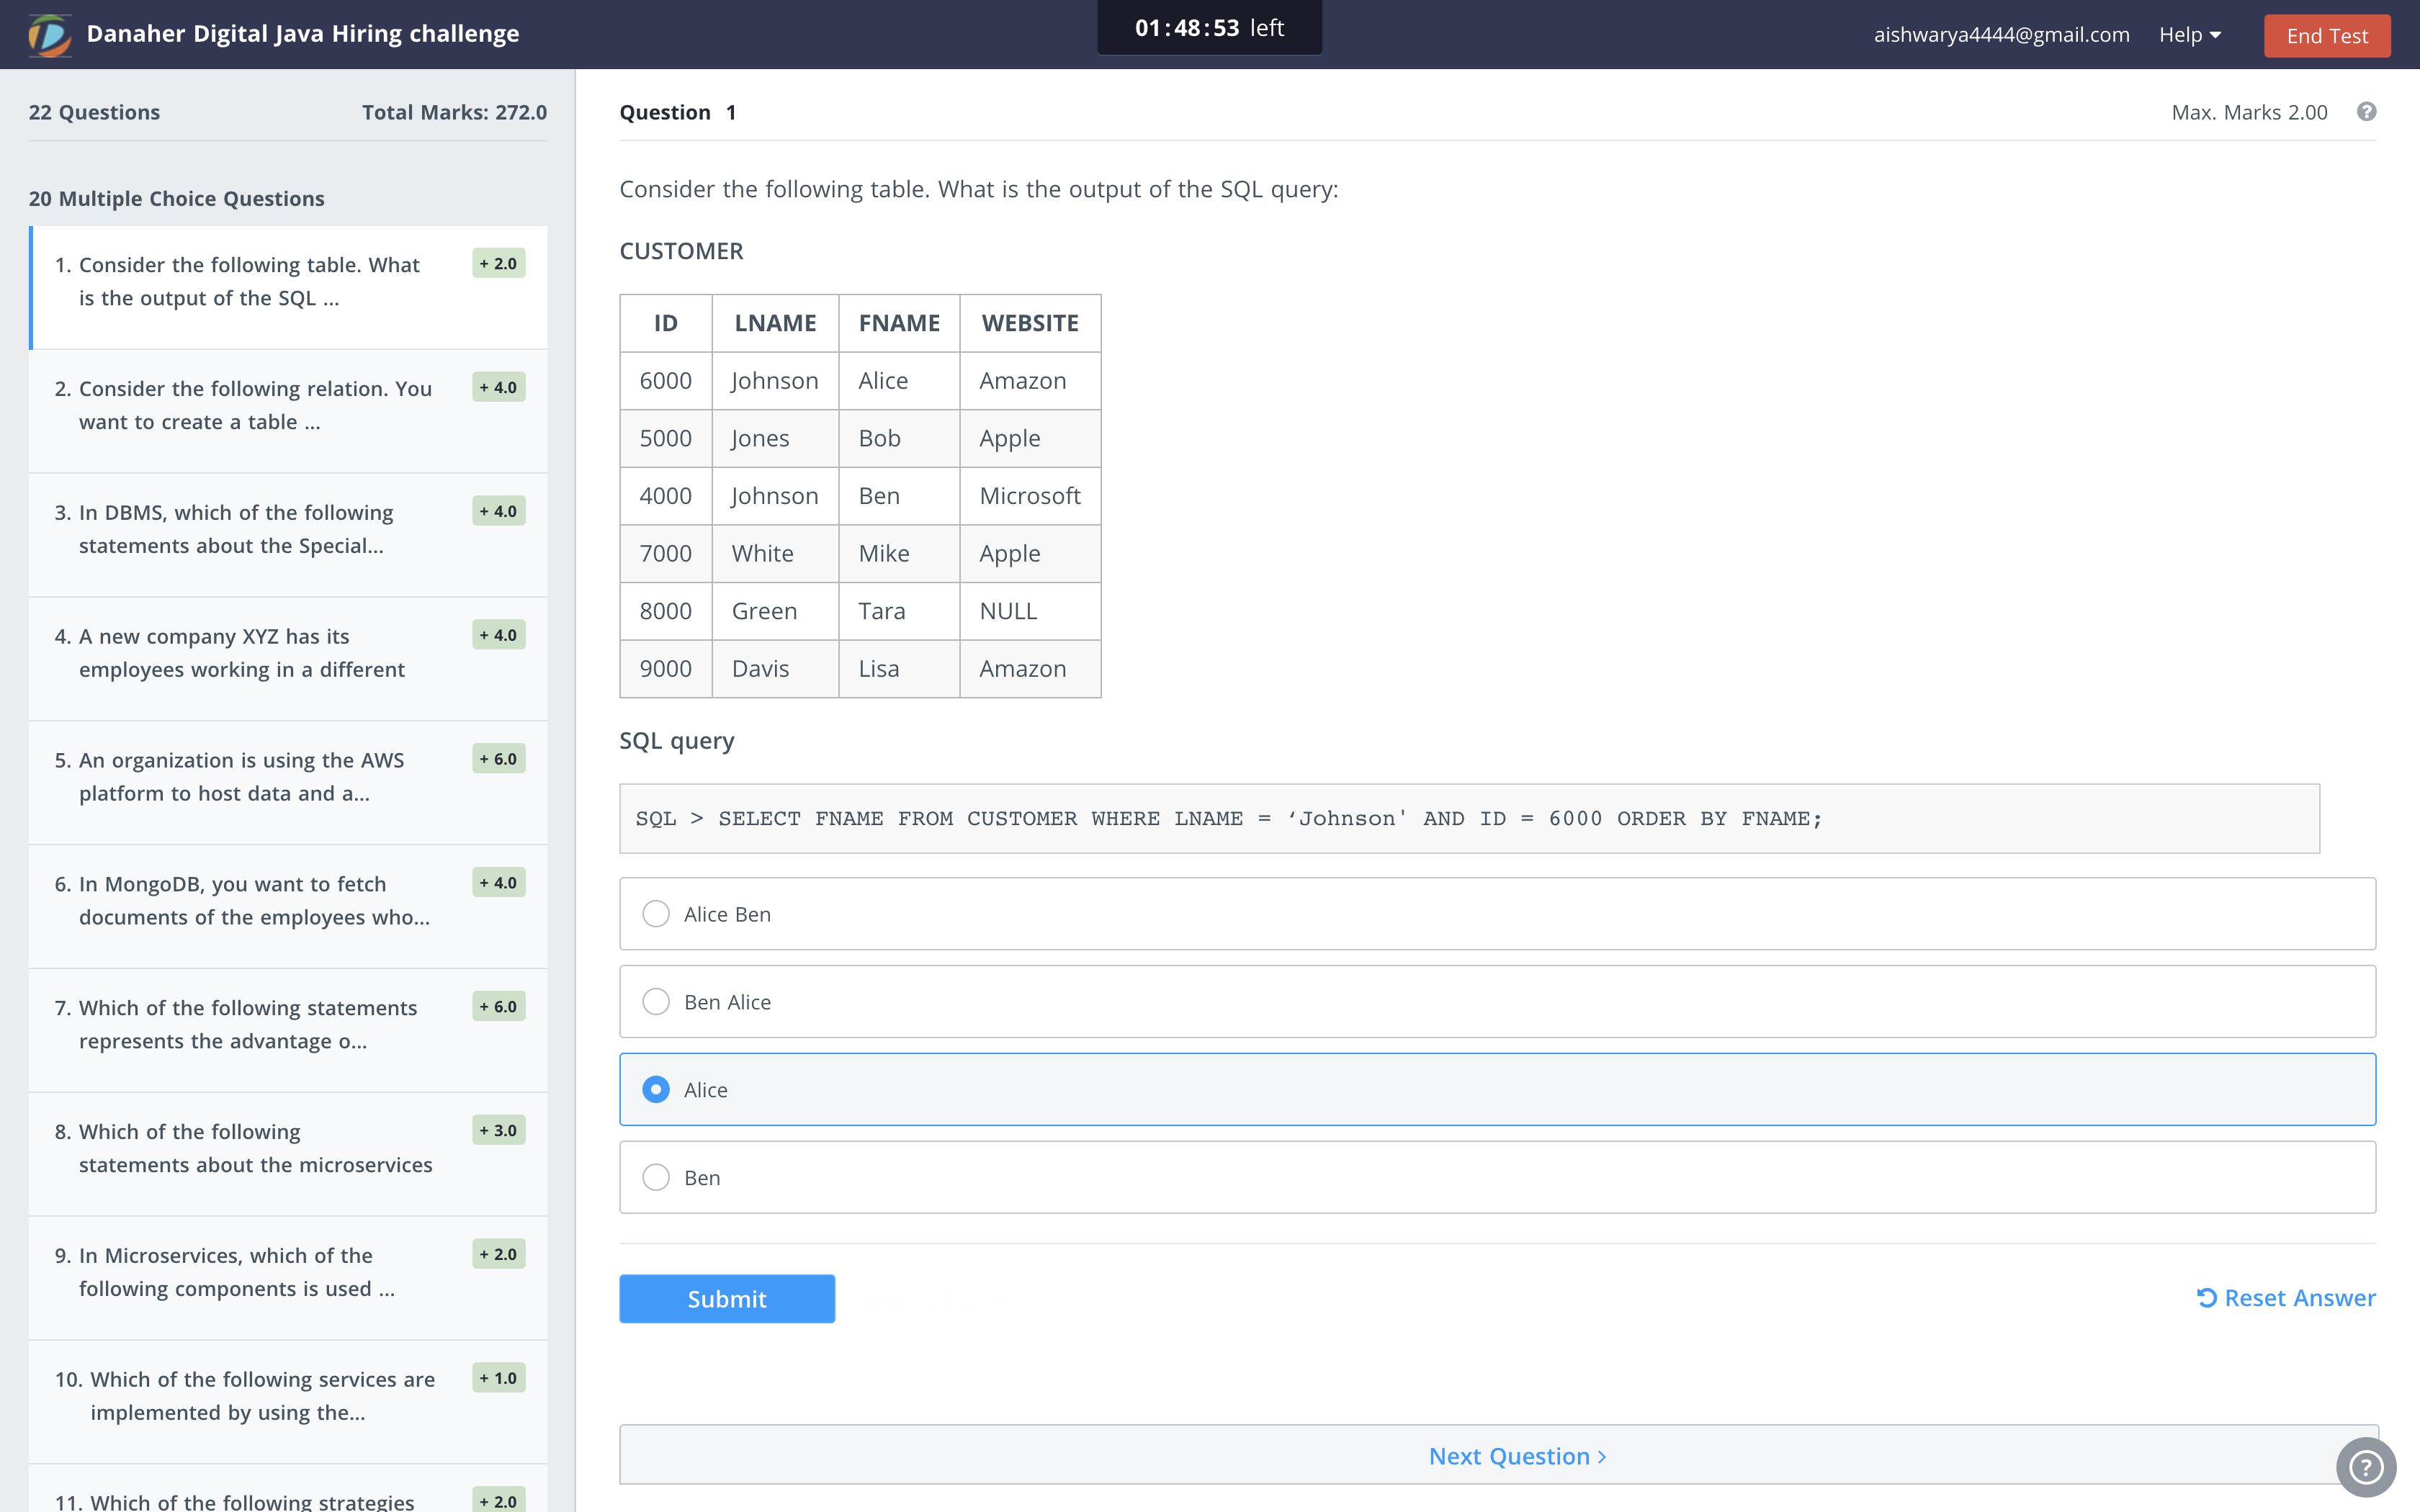 Danaher Digital Java Hiring challenge
01:48:53 left
aishwarya4444@gmail.com
Help
End Test
22 Questions
Total Marks: 272.0
20 Multiple Choice Questions
1. Consider the following table. What
is the output of the SQL ...
+ 2.0
2. Consider the following relation. You
want to create a table ...
+ 4.0
3. In DBMS, which of the following
statements about the Special...
+ 4.0
4. A new company XYZ has its
employees working in a different
+ 4.0
5. An organization is using the AWS
platform to host data and a...
+ 6.0
6. In MongoDB, you want to fetch
documents of the employees who...
+ 4.0
7. Which of the following statements
represents the advantage o...
+ 6.0
8. Which of the following
statements about the microservices
+ 3.0
9. In Microservices, which of the
following components is used ...
+ 2.0
10. Which of the following services are
implemented by using the...
+ 1.0
11. Which of the following strategies
+ 2.0
Question 1
Max. Marks 2.00
?
Consider the following table. What is the output of the SQL query:
CUSTOMER
ID LNAME FNAME WEBSITE
6000 Johnson Alice Amazon
5000 Jones Bob Apple
4000 Johnson Ben Microsoft
7000 White Mike Apple
8000 Green Tara NULL
9000 Davis Lisa Amazon
SQL query
SQL > SELECT FNAME FROM CUSTOMER WHERE LNAME = ‘Johnson' AND ID = 6000 ORDER BY FNAME;
Alice Ben
Ben Alice
Alice
Ben
Submit
Reset Answer
Next Question >
?